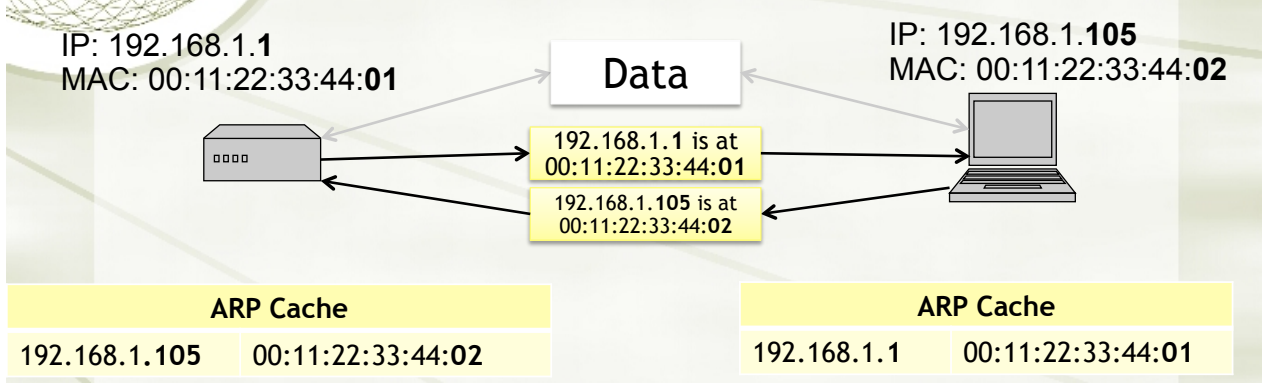 IP: 192.168.1.1
MAC: 00:11:22:33:44:01
IP: 192.168.1.105
MAC: 00:11:22:33:44:02
Data
192.168.1.1 is at
00:11:22:33:44:01
192.168.1.105 is at
00:11:22:33:44:02
ARP Cache
192.168.1.105 00:11:22:33:44:02
ARP Cache
192.168.1.1 00:11:22:33:44:01